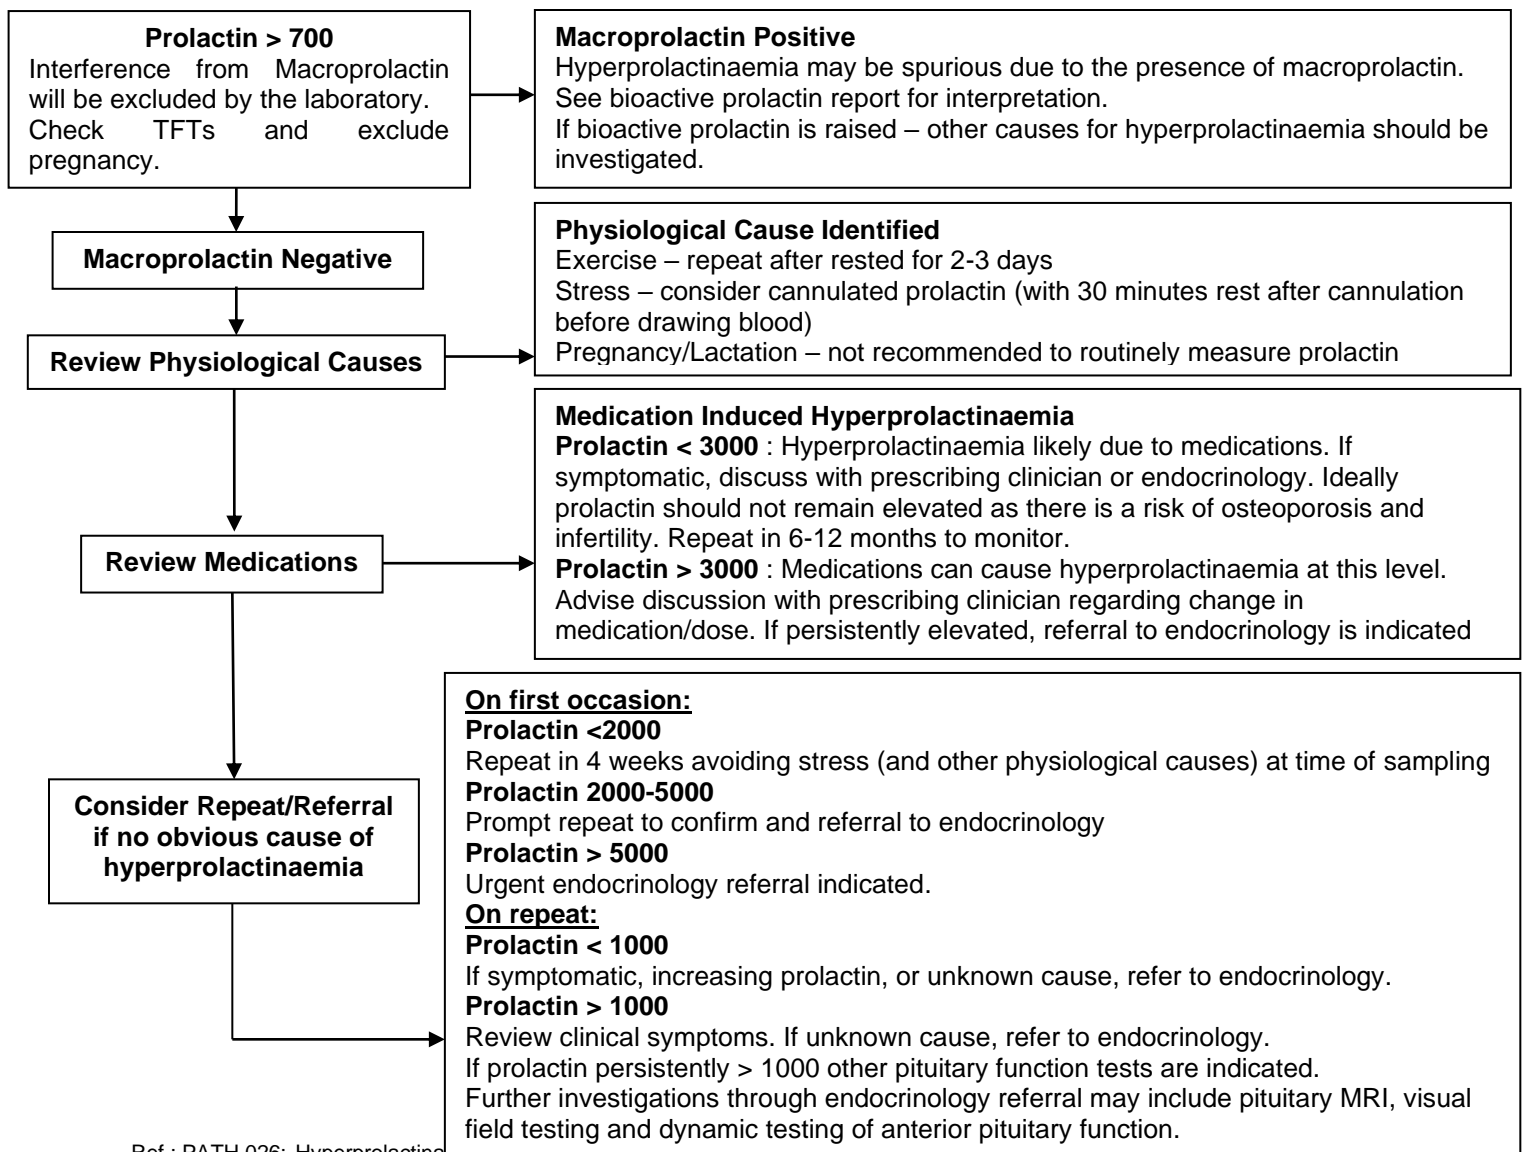 Prolactin > 700
Interference from Macroprolactin
will be excluded by the laboratory.
Check TFTs and exclude
pregnancy.
Macroprolactin Positive
Hyperprolactinaemia may be spurious due to the presence of macroprolactin.
See bioactive prolactin report for interpretation.
If bioactive prolactin is raised – other causes for hyperprolactinaemia should be
investigated.
Macroprolactin Negative
Physiological Cause Identified
Exercise – repeat after rested for 2-3 days
Stress – consider cannulated prolactin (with 30 minutes rest after cannulation
before drawing blood)
Pregnancy/Lactation – not recommended to routinely measure prolactin
Review Physiological Causes
Medication Induced Hyperprolactinaemia
Prolactin < 3000 : Hyperprolactinaemia likely due to medications. If
symptomatic, discuss with prescribing clinician or endocrinology. Ideally
prolactin should not remain elevated as there is a risk of osteoporosis and
infertility. Repeat in 6-12 months to monitor.
Prolactin > 3000 : Medications can cause hyperprolactinaemia at this level.
Advise discussion with prescribing clinician regarding change in
medication/dose. If persistently elevated, referral to endocrinology is indicated
Review Medications
Consider Repeat/Referral
if no obvious cause of
hyperprolactinaemia
On first occasion:
Prolactin <2000
Repeat in 4 weeks avoiding stress (and other physiological causes) at time of sampling
Prolactin 2000-5000
Prompt repeat to confirm and referral to endocrinology
Prolactin > 5000
Urgent endocrinology referral indicated.
On repeat:
Prolactin < 1000
If symptomatic, increasing prolactin, or unknown cause, refer to endocrinology.
Prolactin > 1000
Review clinical symptoms. If unknown cause, refer to endocrinology.
If prolactin persistently > 1000 other pituitary function tests are indicated.
Further investigations through endocrinology referral may include pituitary MRI, visual
field testing and dynamic testing of anterior pituitary function.
Ref.: PATH-026: Hyperprolactina